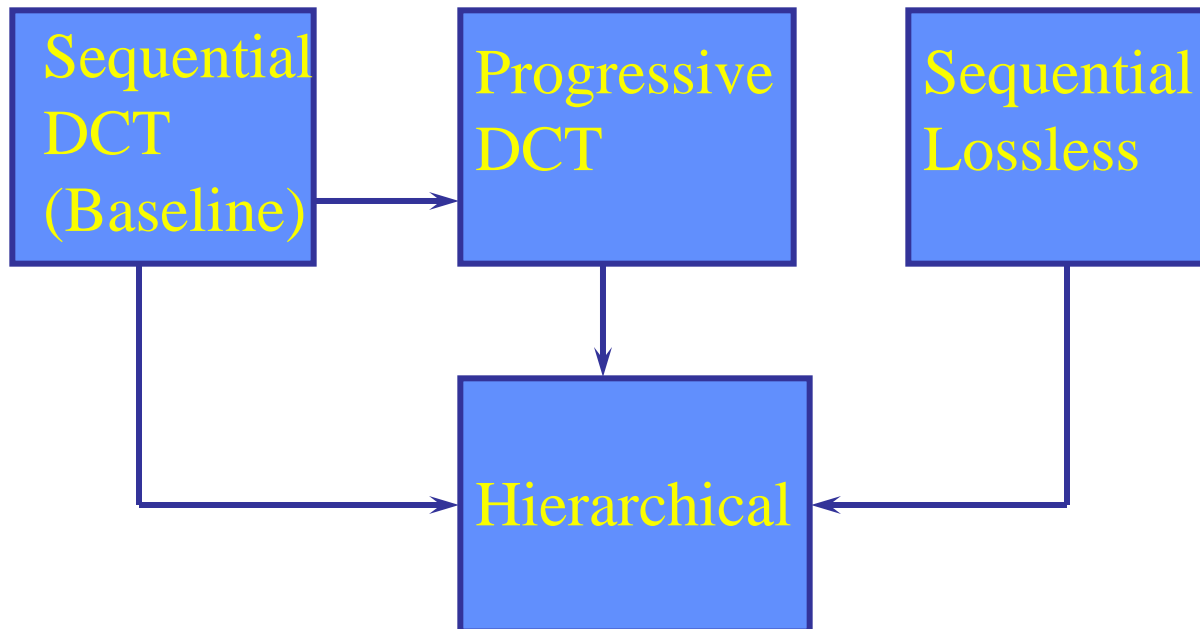 Sequential
DCT
(Baseline)
Progressive
DCT
Sequential
Lossless
Hierarchical